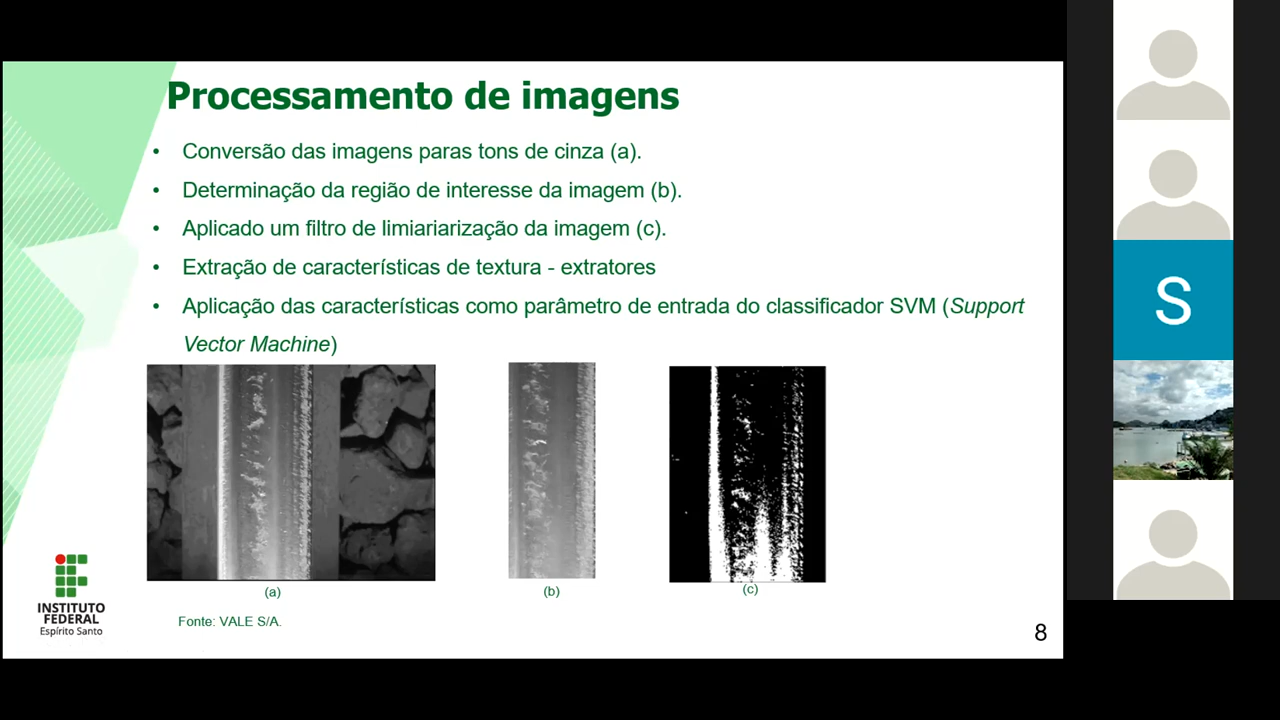 Processamento de imagens
• Conversão das imagens paras tons de cinza (a).
• Determinação da região de interesse da imagem (b).
• Aplicado um filtro de limiariarização da imagem (c).
• Extração de características de textura - extratores
• Aplicação das características como parâmetro de entrada do classificador SVM (Support
Vector Machine)
(a)
(b)
(c)
Fonte: VALE S/A.
INSTITUTO
FEDERAL
Espírito Santo
8
S